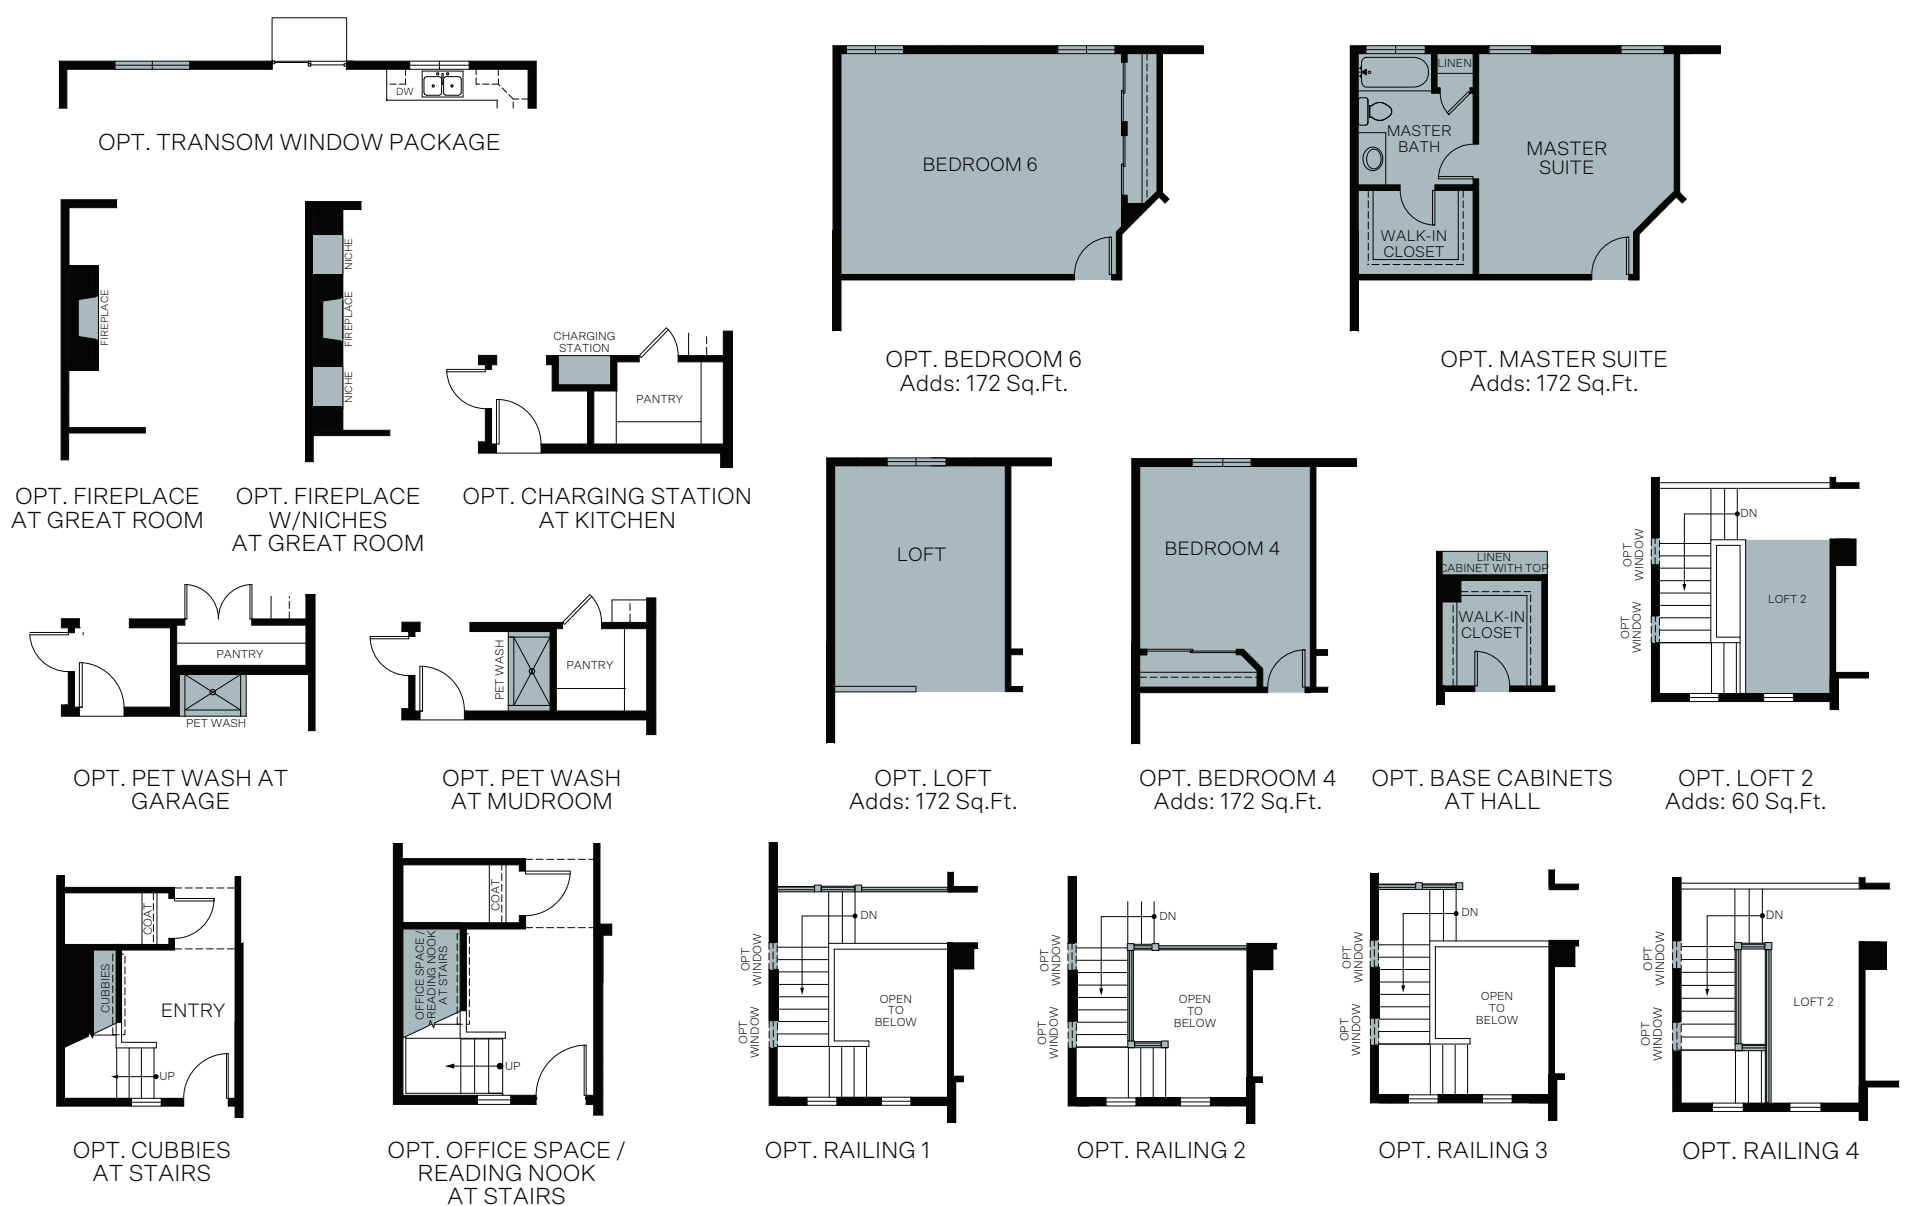 DW
OPT. TRANSOM WINDOW PACKAGE
BEDROOM 6
OPT. BEDROOM 6
Adds: 172 Sq.Ft.
LINEN
MASTER
BATH
MASTER
SUITE
WALK-IN
CLOSET
OPT. MASTER SUITE
Adds: 172 Sq.Ft.
FIREPLACE
OPT. FIREPLACE
AT GREAT ROOM
NICHE
FIREPLACE
NICHE
OPT. FIREPLACE
W/NICHES
AT GREAT ROOM
CHARGING
STATION
PANTRY
OPT. CHARGING STATION
AT KITCHEN
PANTRY
PET WASH
OPT. PET WASH AT
GARAGE
PET WASH
PANTRY
OPT. PET WASH
AT MUDROOM
LOFT
OPT. LOFT
Adds: 172 Sq.Ft.
BEDROOM 4
OPT. BEDROOM 4
Adds: 172 Sq.Ft.
LINEN
CABINET WITH TOP
WALK-IN
CLOSET
OPT. BASE CABINETS
AT HALL
DN
OPT
WINDOW
OPT
WINDOW
LOFT 2
OPT. LOFT 2
Adds: 60 Sq.Ft.
COAT
CUBBIES
ENTRY
UP
OPT. CUBBIES
AT STAIRS
COAT
OFFICE SPACE /
READING NOOK
AT STAIRS
UP
OPT. OFFICE SPACE /
READING NOOK
AT STAIRS
DN
OPT
WINDOW
OPT
WINDOW
OPEN
TO
BELOW
OPT. RAILING 1
DN
OPT
WINDOW
OPT
WINDOW
OPEN
TO
BELOW
OPT. RAILING 2
DN
OPT
WINDOW
OPT
WINDOW
OPEN
TO
BELOW
OPT. RAILING 3
DN
OPT
WINDOW
OPT
WINDOW
LOFT 2
OPT. RAILING 4